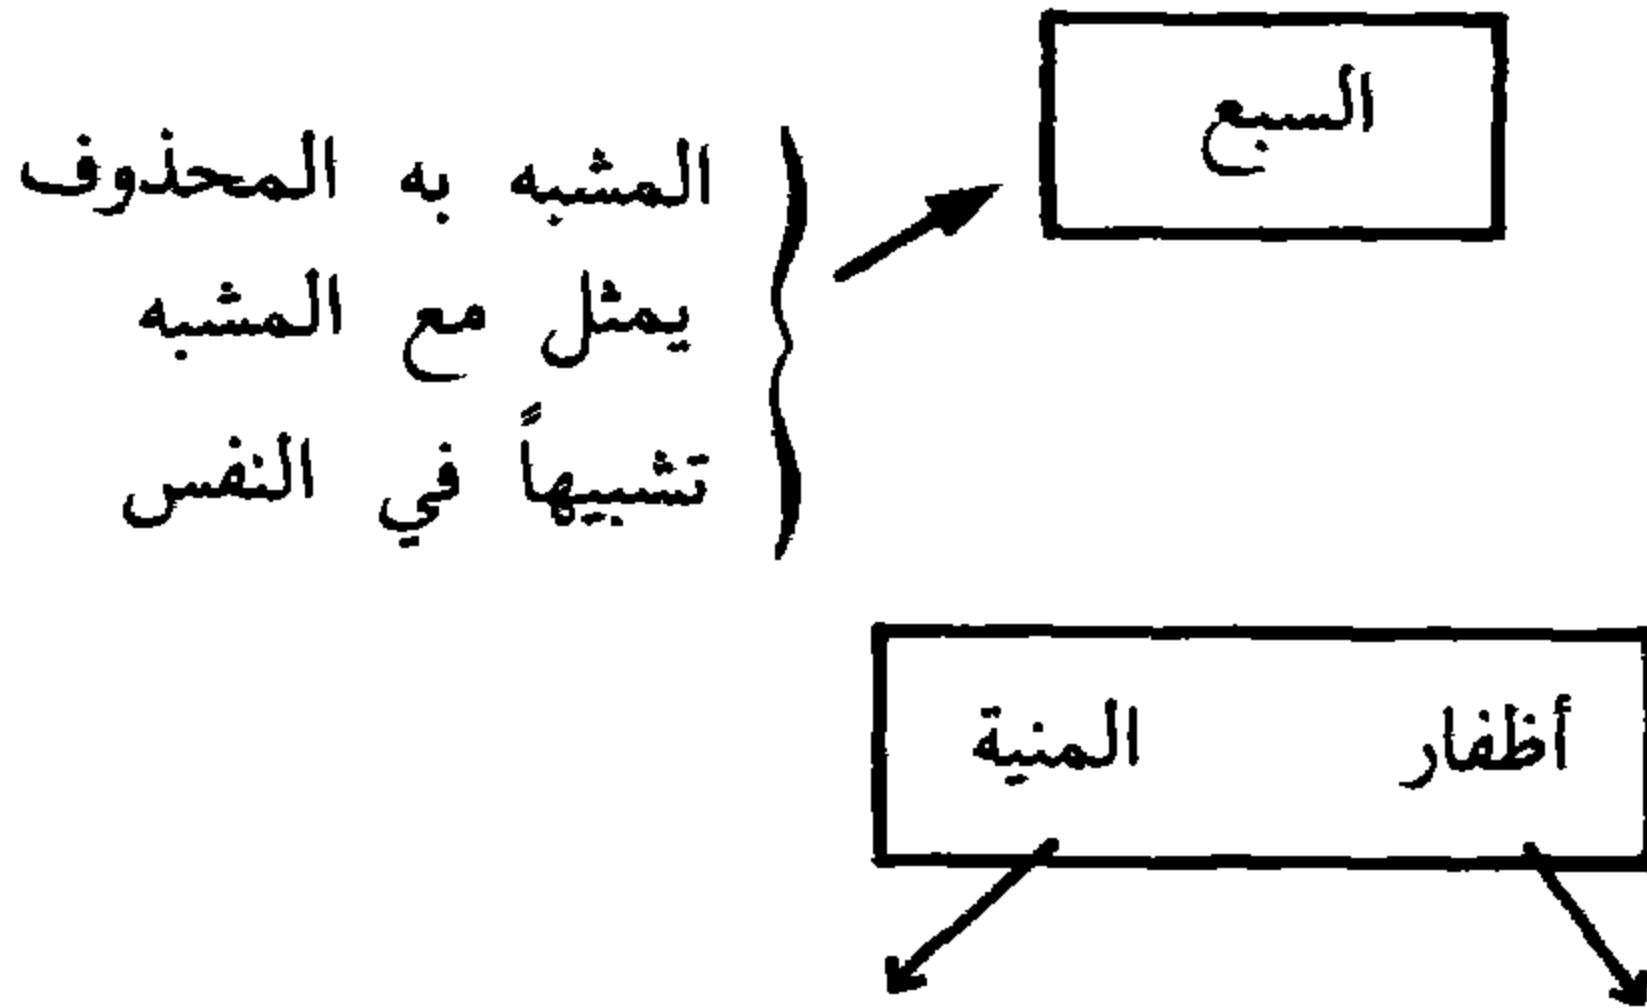 السبع
المشبه به المحذوف
يمثل مع المشبه
تشبيهاً في النفس
أظفار المنية